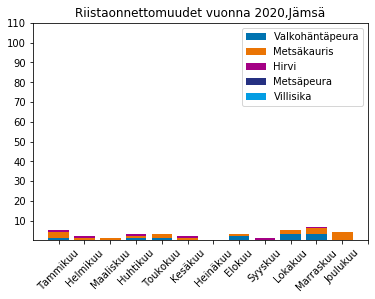 Riistaonnettomuudet vuonna 2020,Jämsä
110
100
90
80
70
60
50
40
30
20
10
Valkohäntäpeura
Metsäkauris
Hirvi
Metsäpeura
Villisika
Tammikuu
Helmikuu
Maaliskuu
Huhtikuu
Toukokuu
Kesäkuu
Heinäkuu
Elokuu
Syyskuu
Lokakuu
Marraskuu
Joulukuu